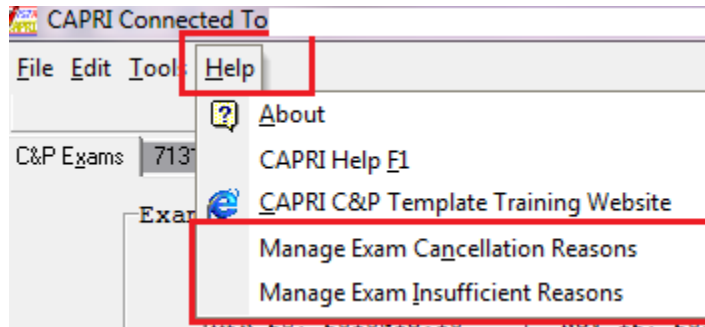 CAPRI Connected To
File Edit Tools Help
About
C&P Exams 713
CAPRI Help F1
CAPRI C&P Template Training Website
Exam
Manage Exam Cancellation Reasons
Manage Exam Insufficient Reasons